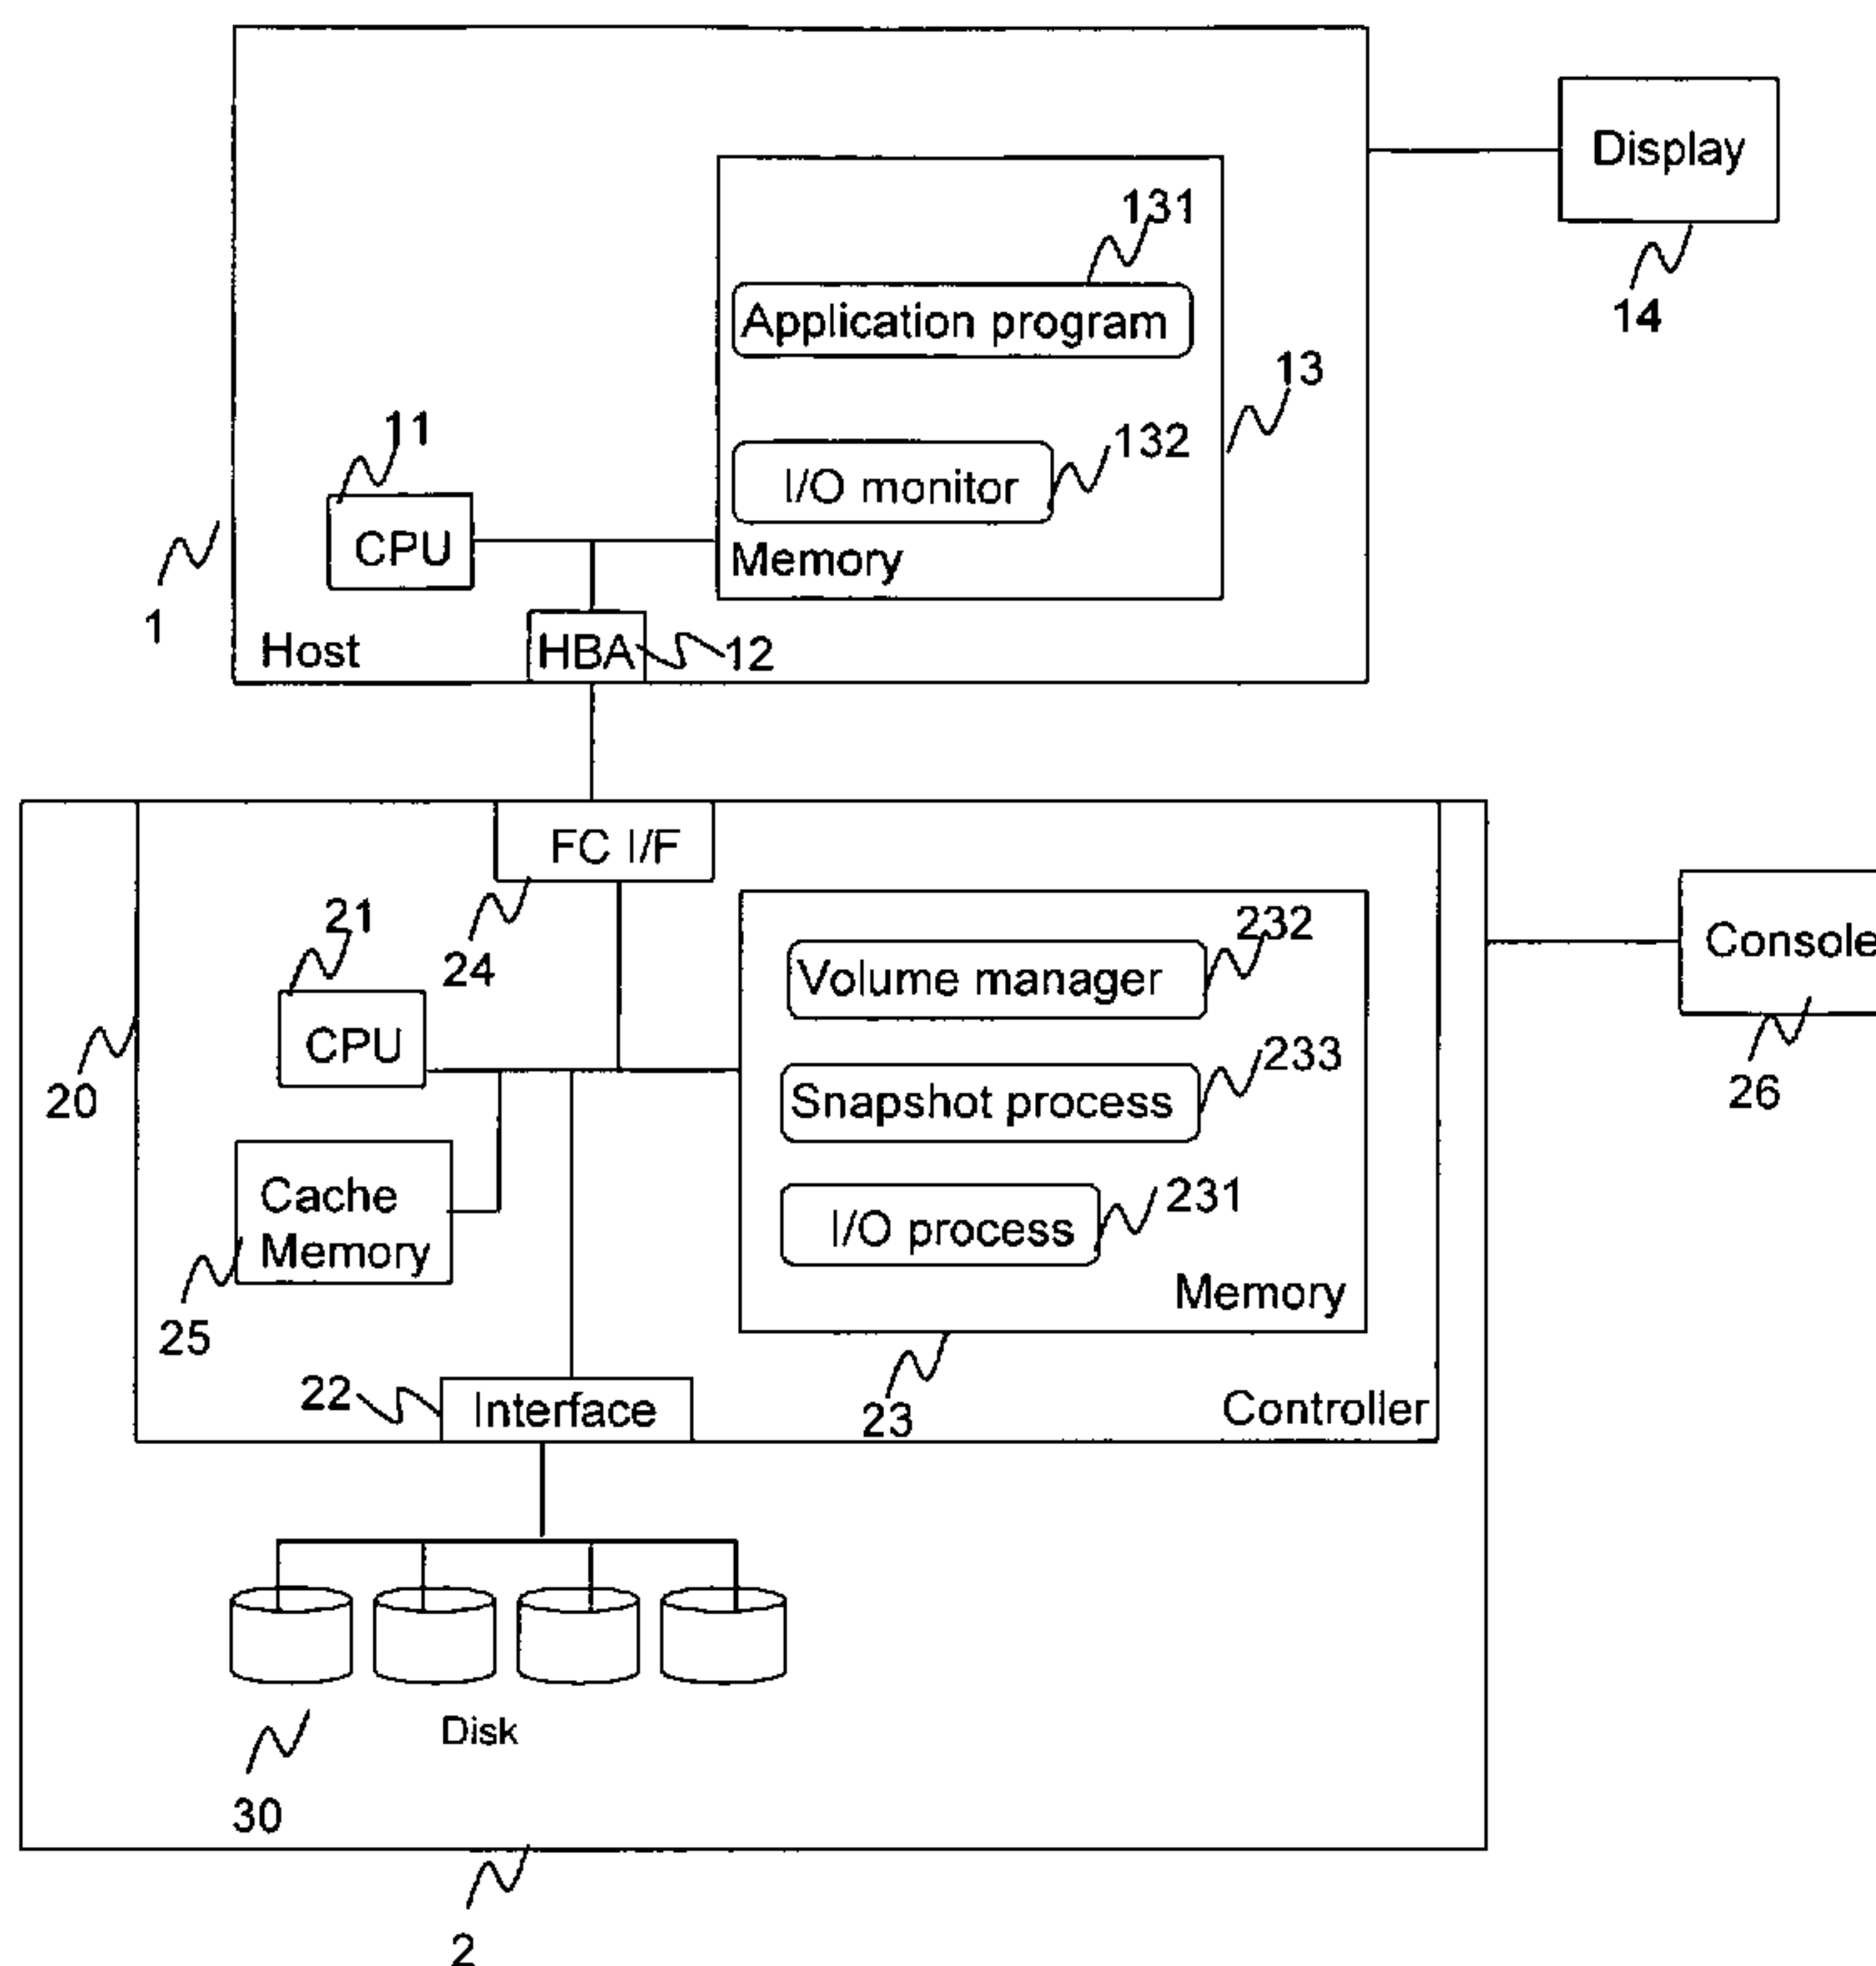 Display
14
131
Application program
13
11
132
I/O monitor
CPU
Memory
1
Host
HBA
12
FC I/F
24
21
232
Volume manager
Console
CPU
233
20
Snapshot process
26
Cache
Memory
231
I/O process
Memory
25
22
Interface
23
Controller
Disk
30
2